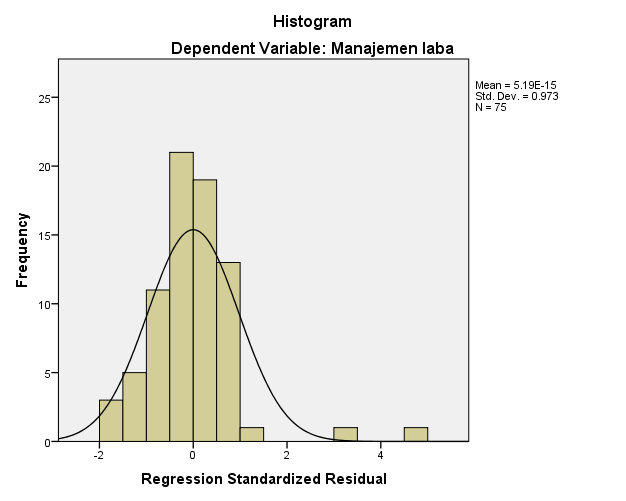 Histogram
Dependent Variable: Manajemen laba
Mean = 5.19E-15
Std. Dev. = 0.973
N = 75
Frequency
25
20
15
10
5
0
-2
0
2
4
Regression Standardized Residual